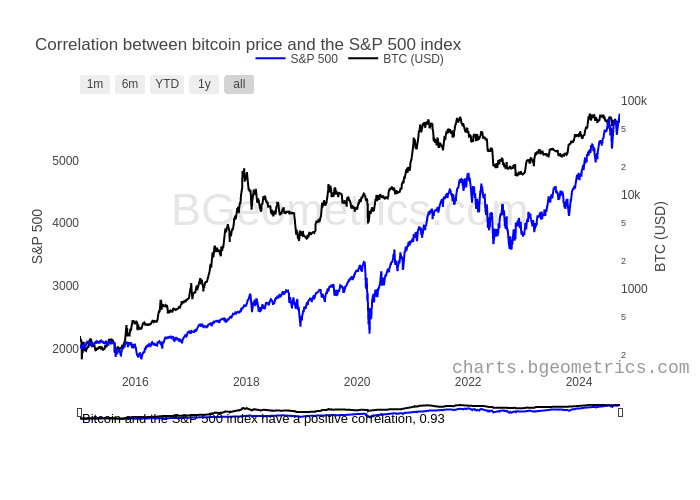 Correlation between bitcoin price and the S&P 500 index
S&P 500 BTC (USD)
1m 6m YTD 1y all
100k
5
2
10k
5
2
1000
5
2
BTC (USD)
5000
4000
3000
2000
S&P 500
BGeometrics.com
charts.bgeometrics.com
2016 2018 2020 2022 2024
Bitcoin and the S&P 500 index have a positive correlation, 0.93